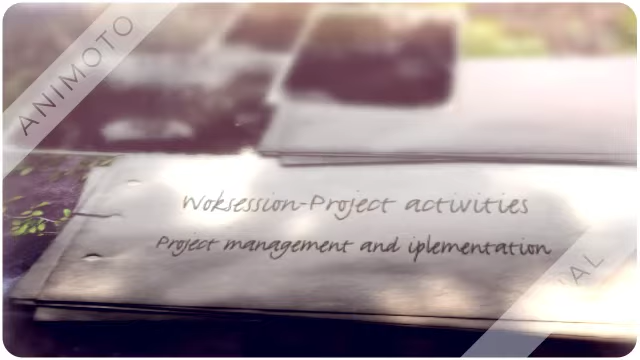 ANIMOTO
Woksession-Project activities
Project management and iplementation